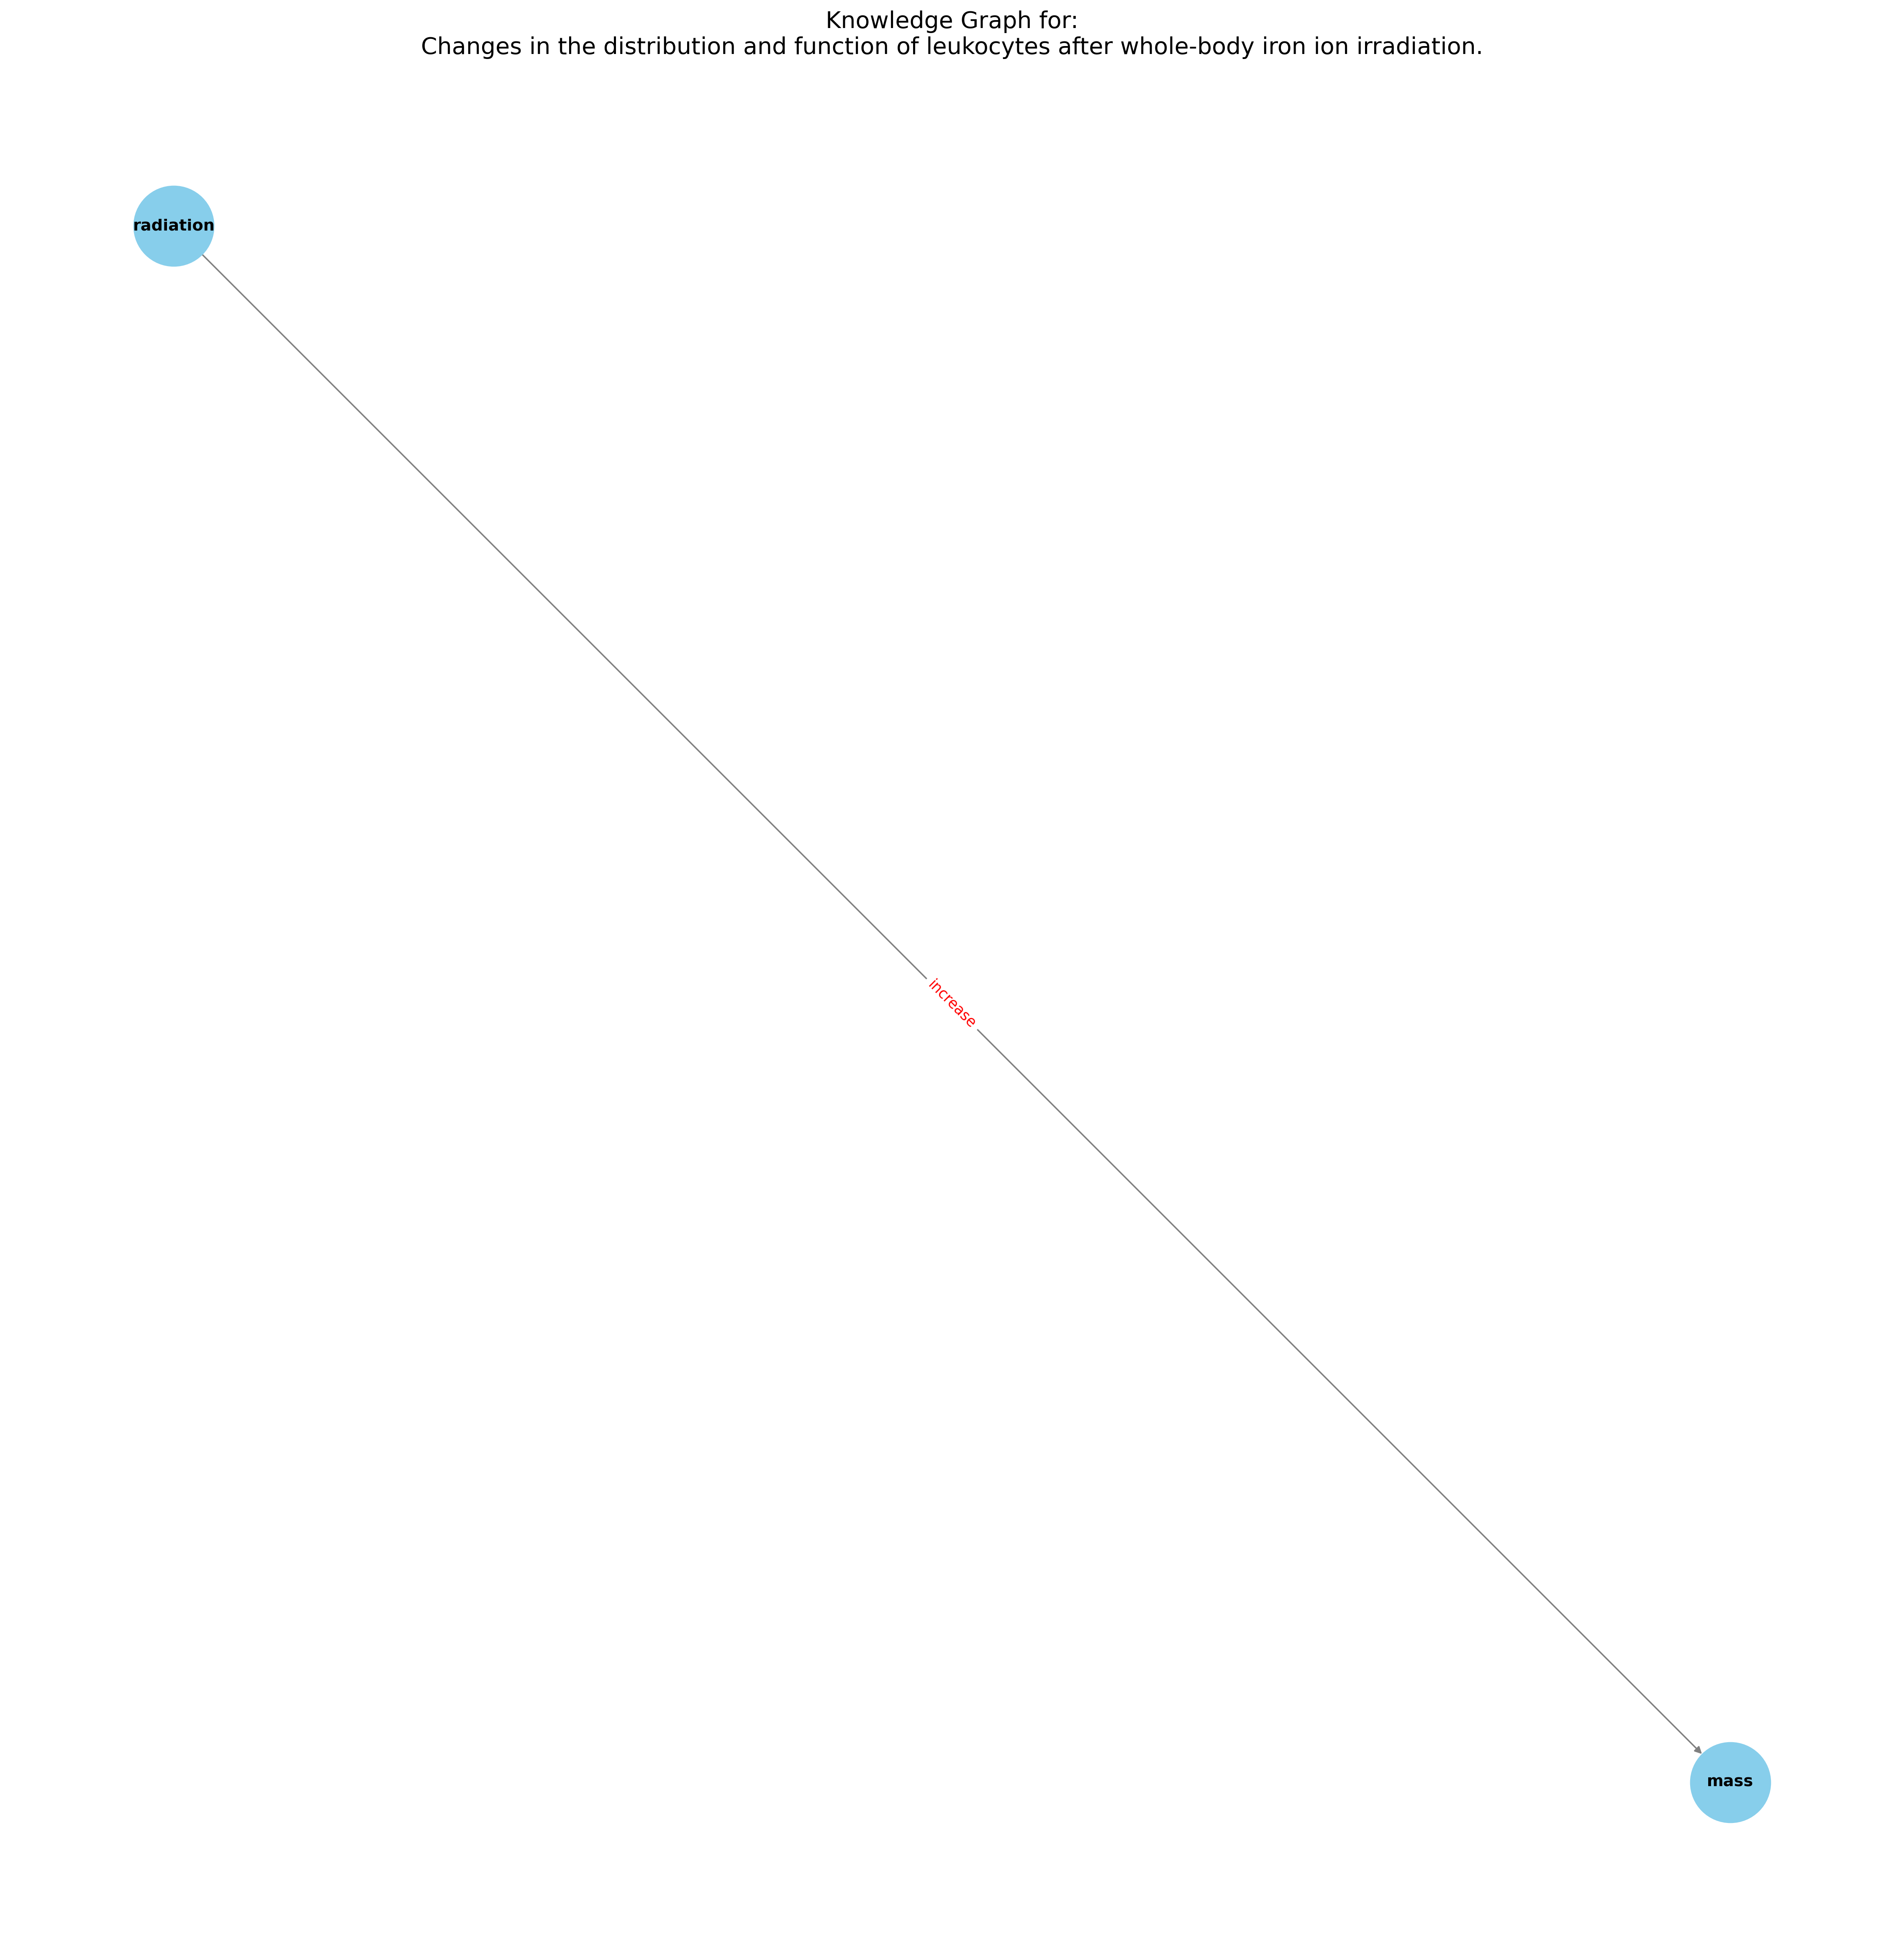 Knowledge Graph for:
Changes in the distribution and function of leukocytes after whole-body iron ion irradiation.
radiation
increase
mass